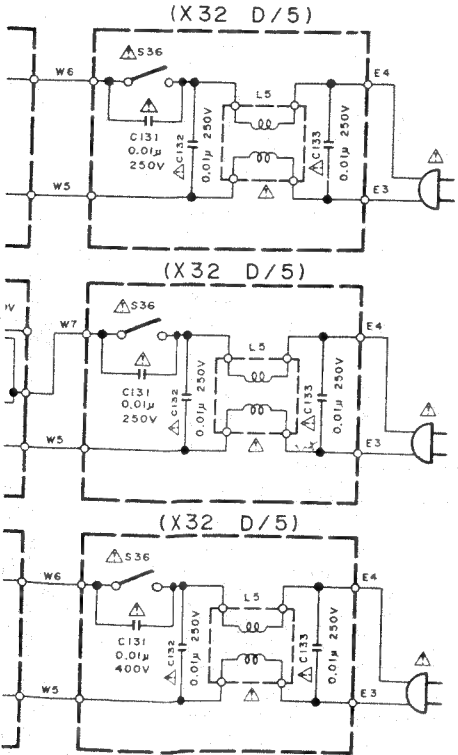 (X32 D/5)
S36
W6
E4
L5
C131
0.01µ
250V
C132
0.01µ 250V
C133
0.01µ 250V
W5
E3
(X32 D/5)
S36
W7
E4
L5
C131
0.01µ
250V
C132
0.01µ 250V
C133
0.01µ 250V
W5
E3
(X32 D/5)
S36
W6
E4
L5
C131
0.01µ
400V
C132
0.01µ 250V
C133
0.01µ 250V
W5
E3